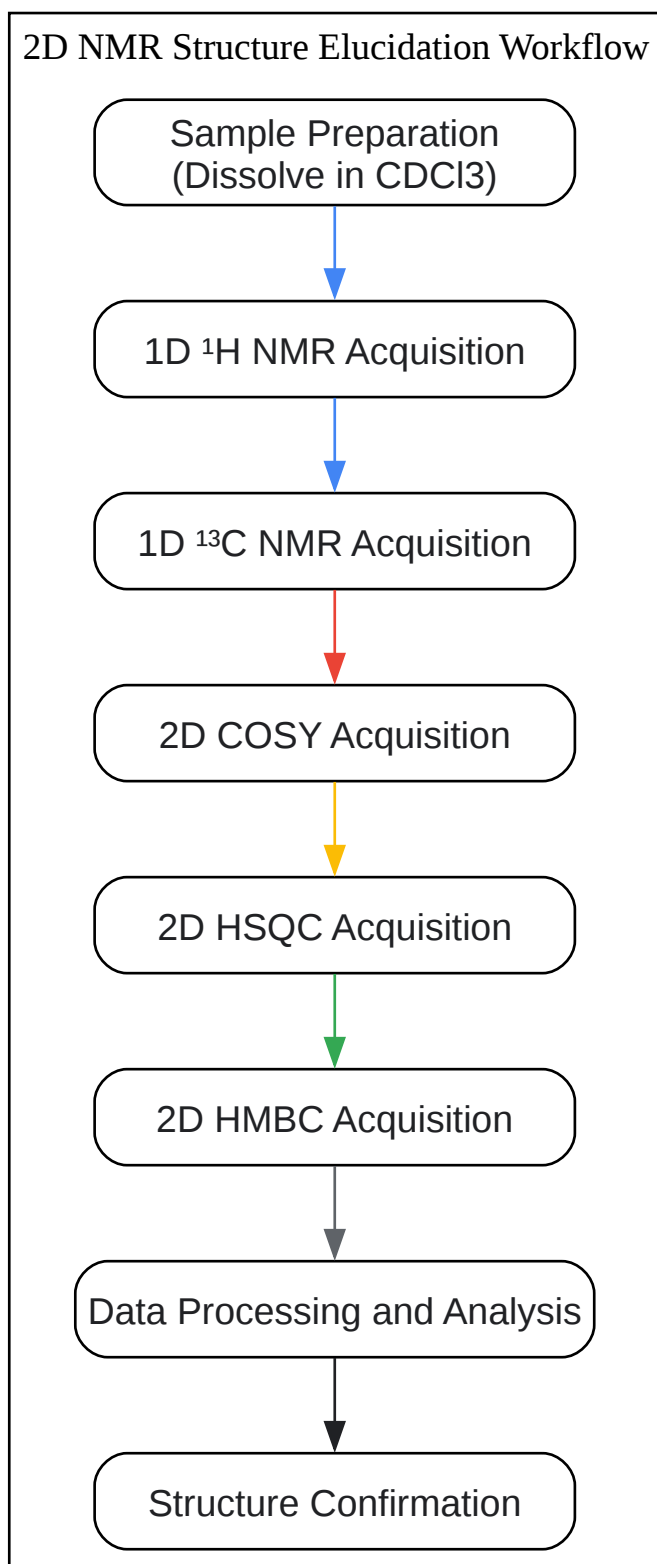 2D NMR Structure Elucidation Workflow
Sample Preparation
(Dissolve in CDCl3)
1D ¹H NMR Acquisition
1D ¹³C NMR Acquisition
2D COSY Acquisition
2D HSQC Acquisition
2D HMBC Acquisition
Data Processing and Analysis
Structure Confirmation